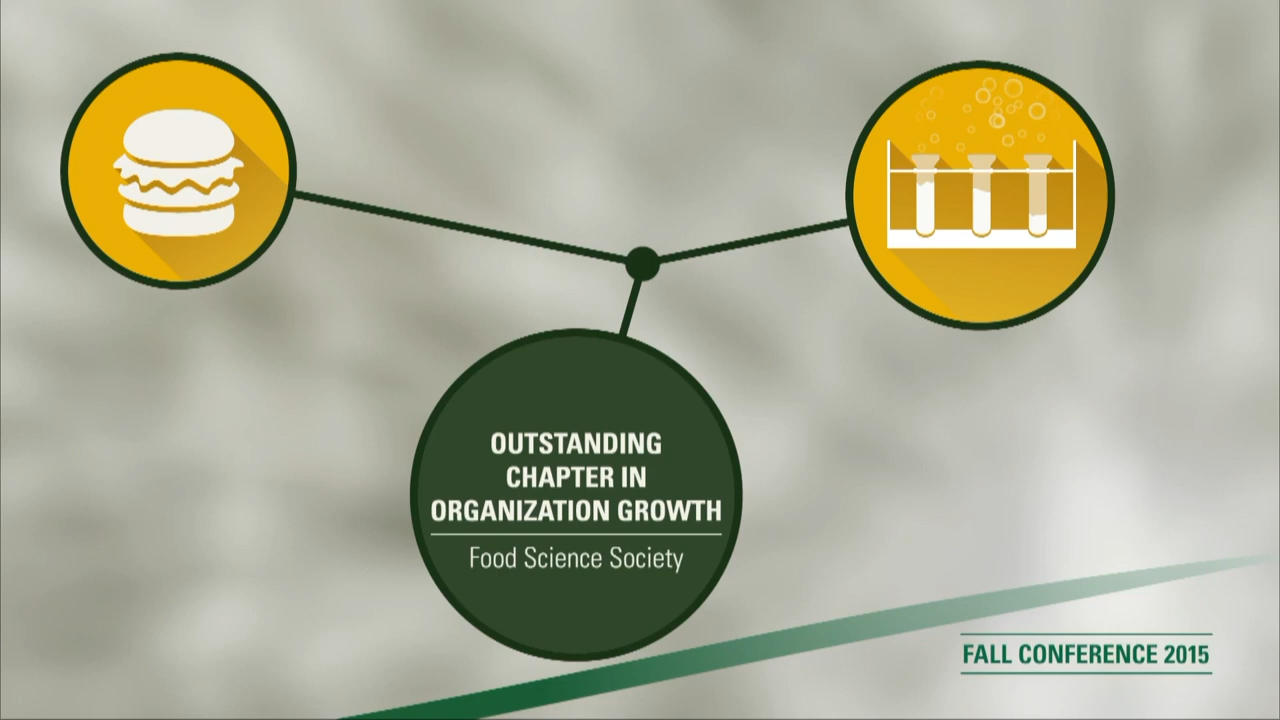 OUTSTANDING
CHAPTER IN
ORGANIZATION GROWTH
Food Science Society
FALL CONFERENCE 2015